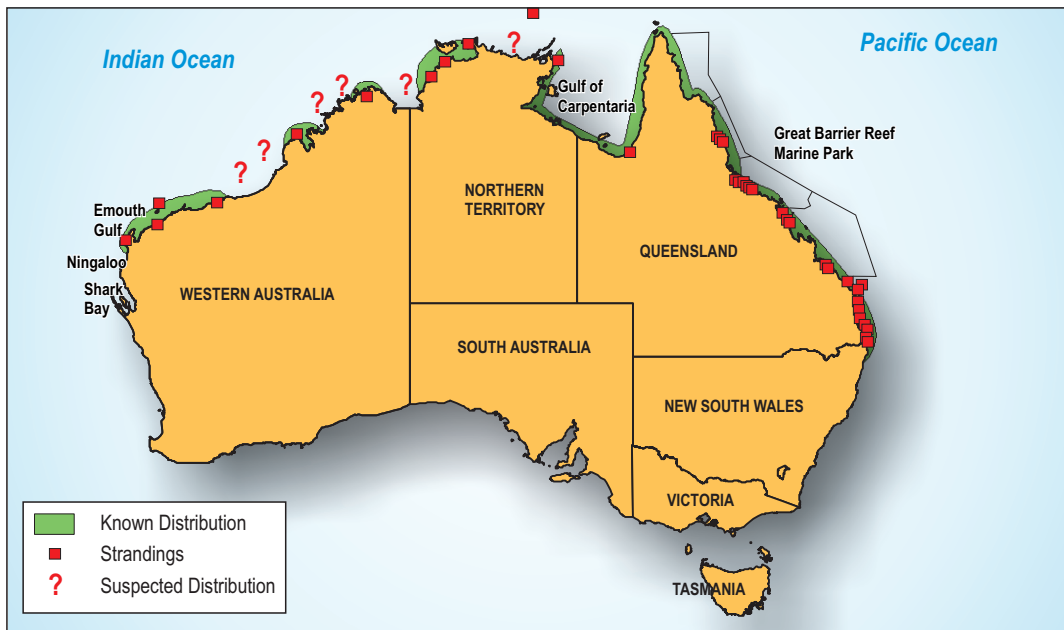 Indian Ocean
Pacific Ocean
?
?
?
?
?
?
Gulf of
Carpentaria
Great Barrier Reef
Marine Park
NORTHERN
TERRITORY
Emouth
Gulf
QUEENSLAND
Ningaloo
Shark
Bay
WESTERN AUSTRALIA
SOUTH AUSTRALIA
NEW SOUTH WALES
VICTORIA
TASMANIA
Known Distribution
Strandings
? Suspected Distribution